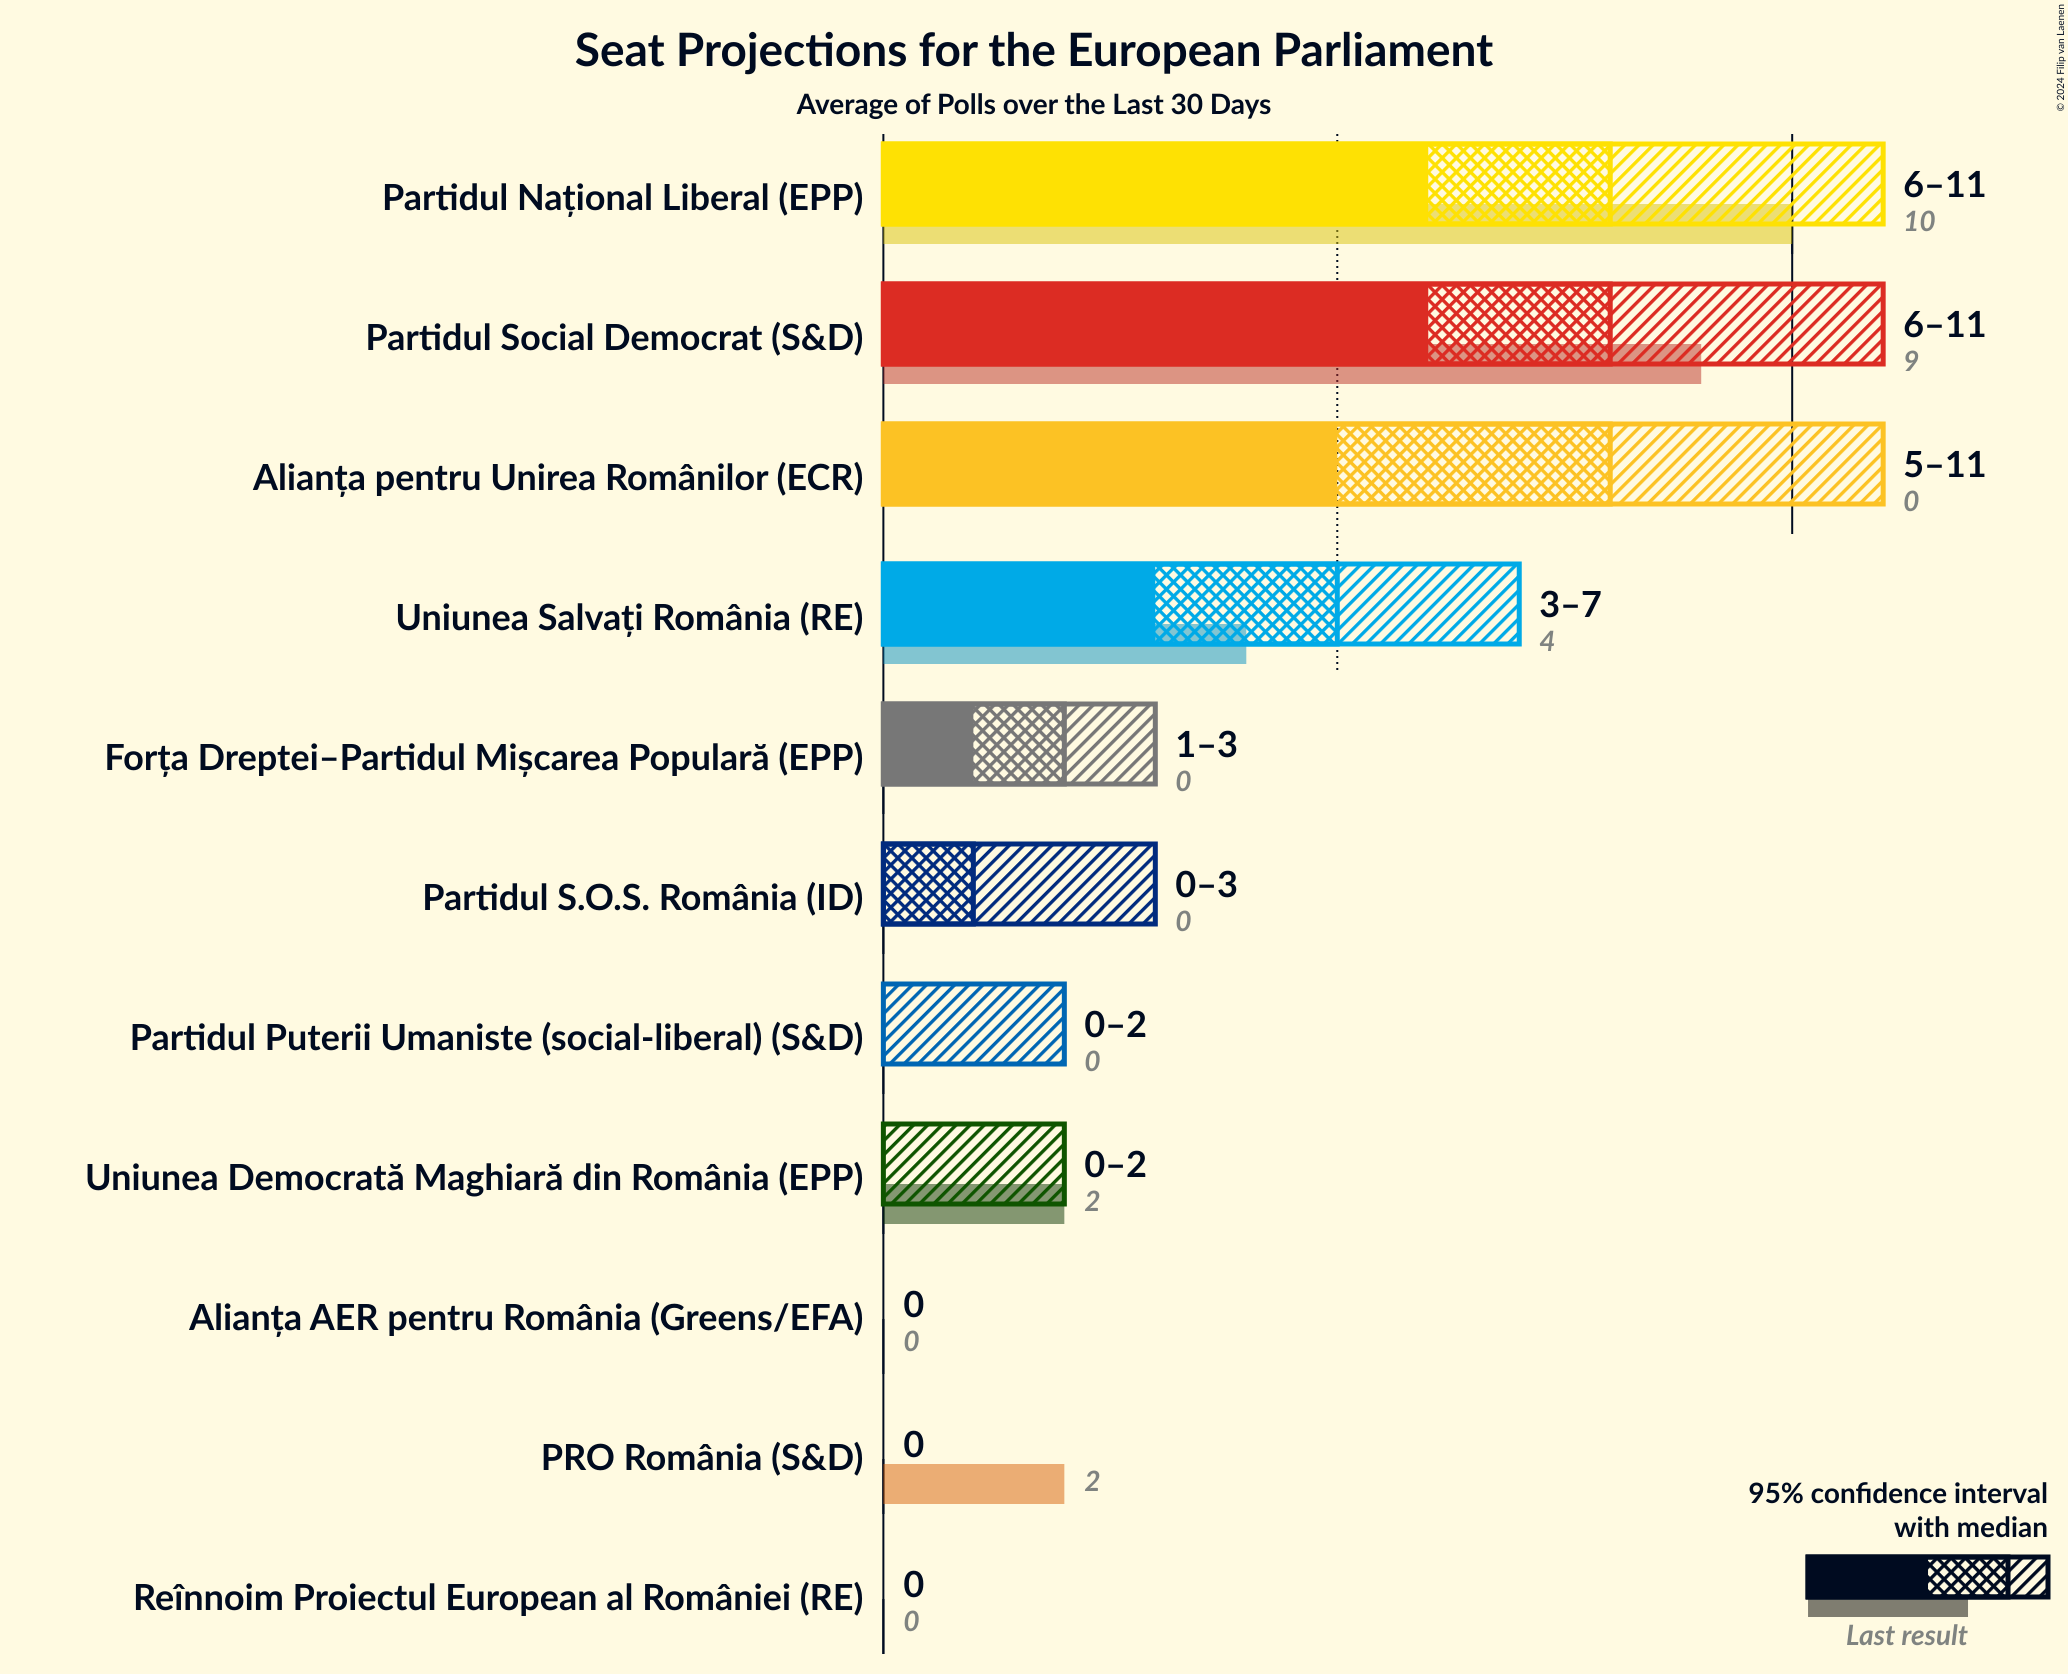 Seat Projections for the European Parliament
Average of Polls over the Last 30 Days
© 2024 Filip van Laenen
Partidul Național Liberal (EPP)
6–11
10
Partidul Social Democrat (S&D)
6–11
9
Alianța pentru Unirea Românilor (ECR)
5–11
0
Uniunea Salvați România (RE)
3–7
4
Forța Dreptei–Partidul Mișcarea Populară (EPP)
1–3
0
Partidul S.O.S. România (ID)
0–3
0
Partidul Puterii Umaniste (social-liberal) (S&D)
0–2
0
Uniunea Democrată Maghiară din România (EPP)
0–2
2
Alianța AER pentru România (Greens/EFA)
0
0
PRO România (S&D)
0
2
Reînnoim Proiectul European al României (RE)
0
0
95% confidence interval
with median
Last result